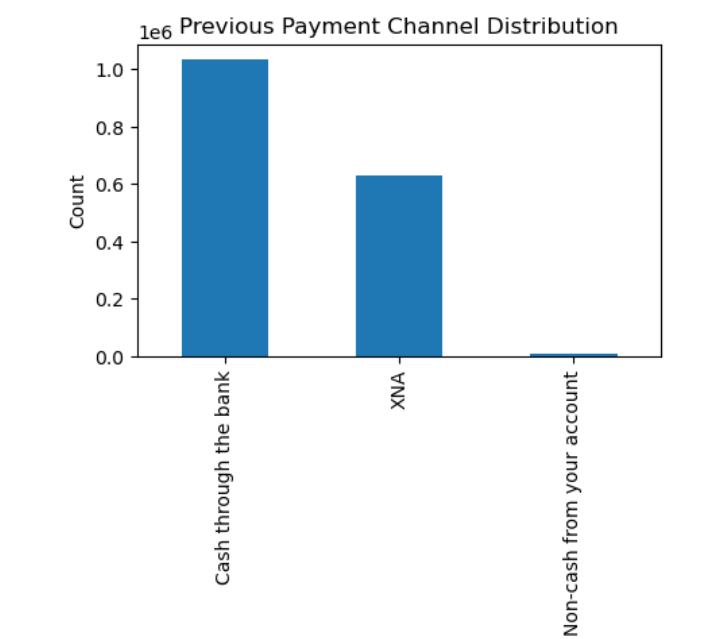 1e6 Previous Payment Channel Distribution
1.0
0.8
0.6
0.4
0.2
0.0
Count
Cash through the bank
XNA
Non-cash from your account